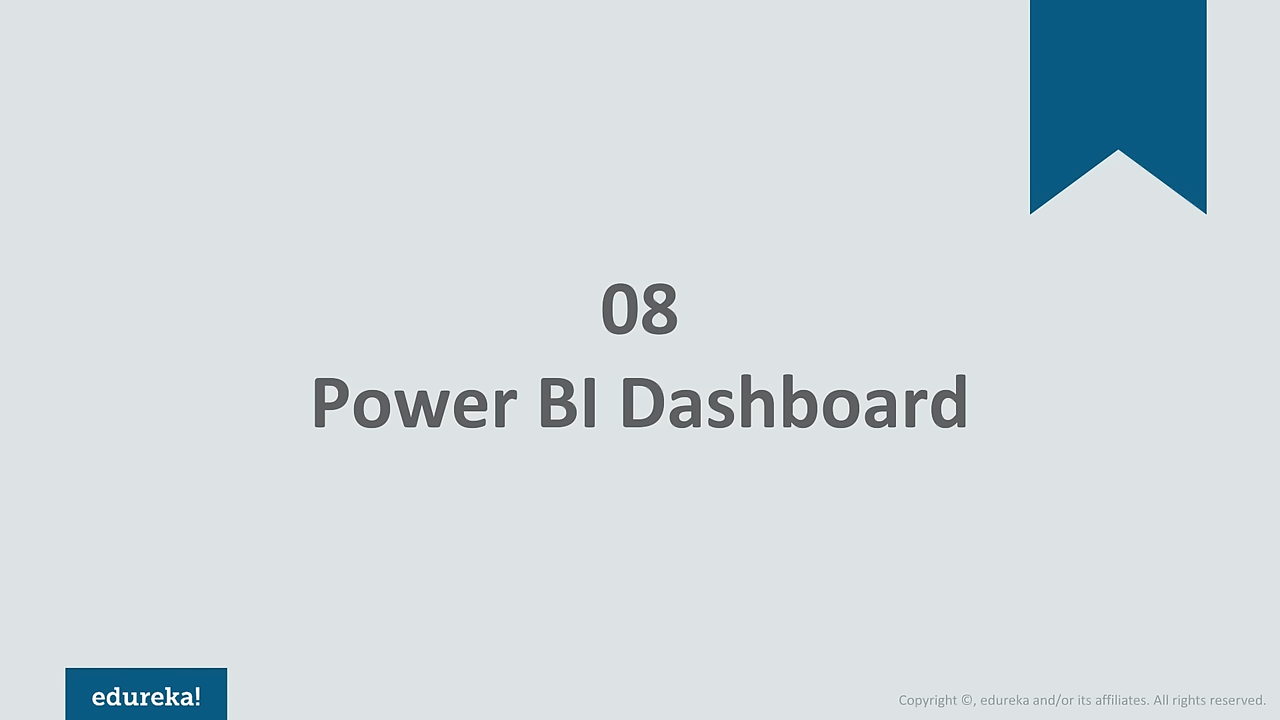 08
Power BI Dashboard
edureka!
Copyright ©, edureka and/or its affiliates. All rights reserved.